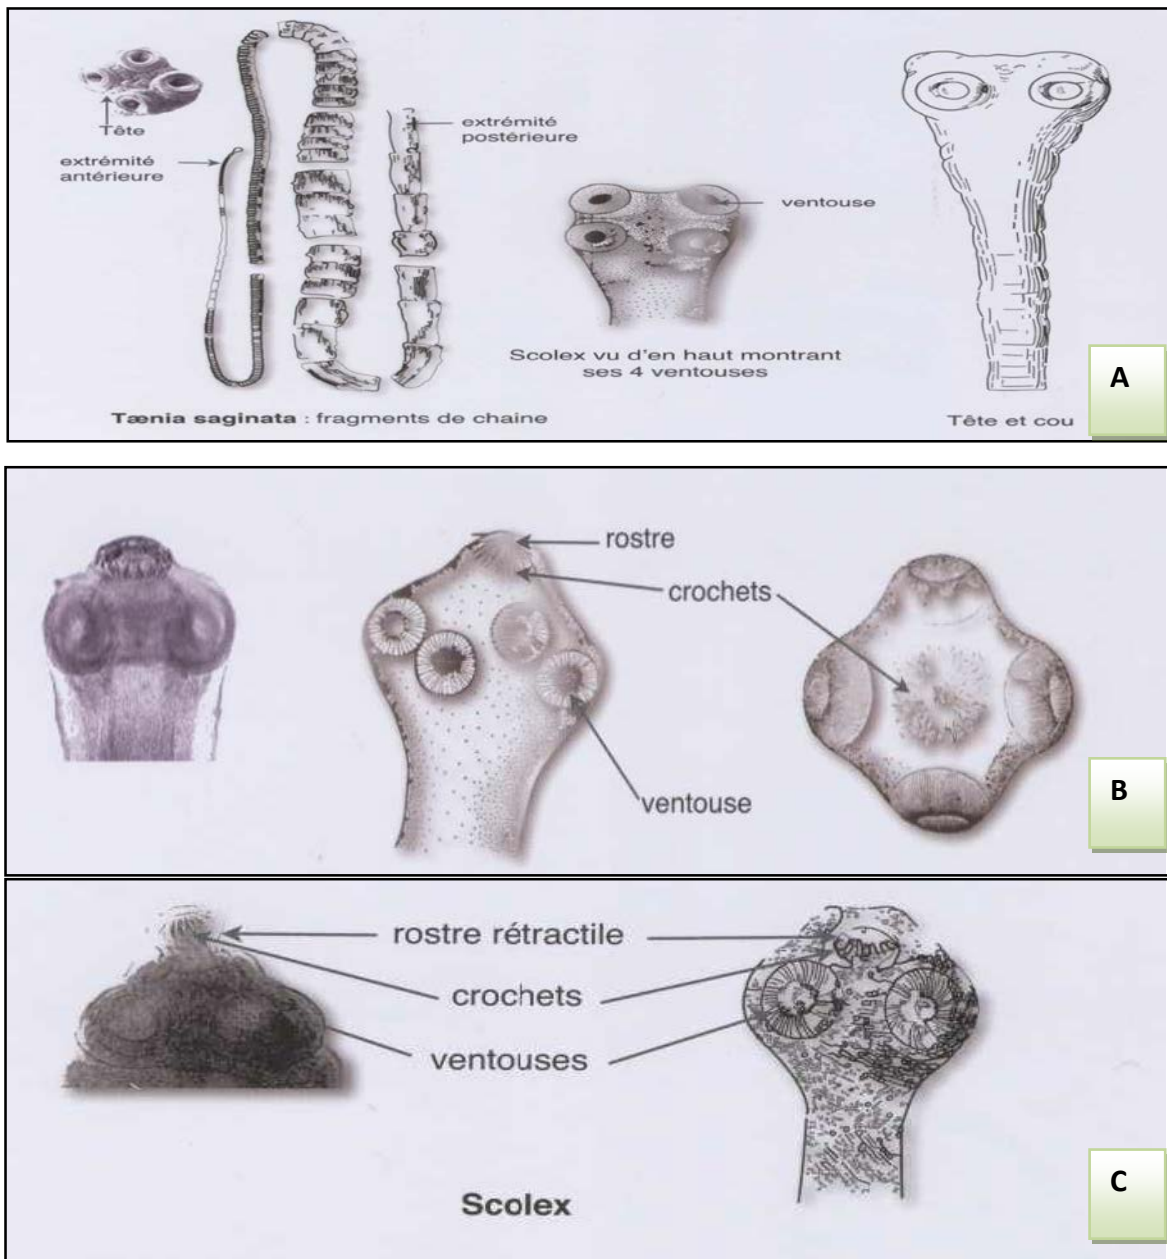 Tête
extrémité
antérieure
extrémité
postérieure
ventouse
Scolex vu d'en haut montrant
ses 4 ventouses
Tænia saginata : fragments de chaine
Tête et cou
A
rostre
crochets
ventouse
B
rostre rétractile
crochets
ventouses
Scolex
C